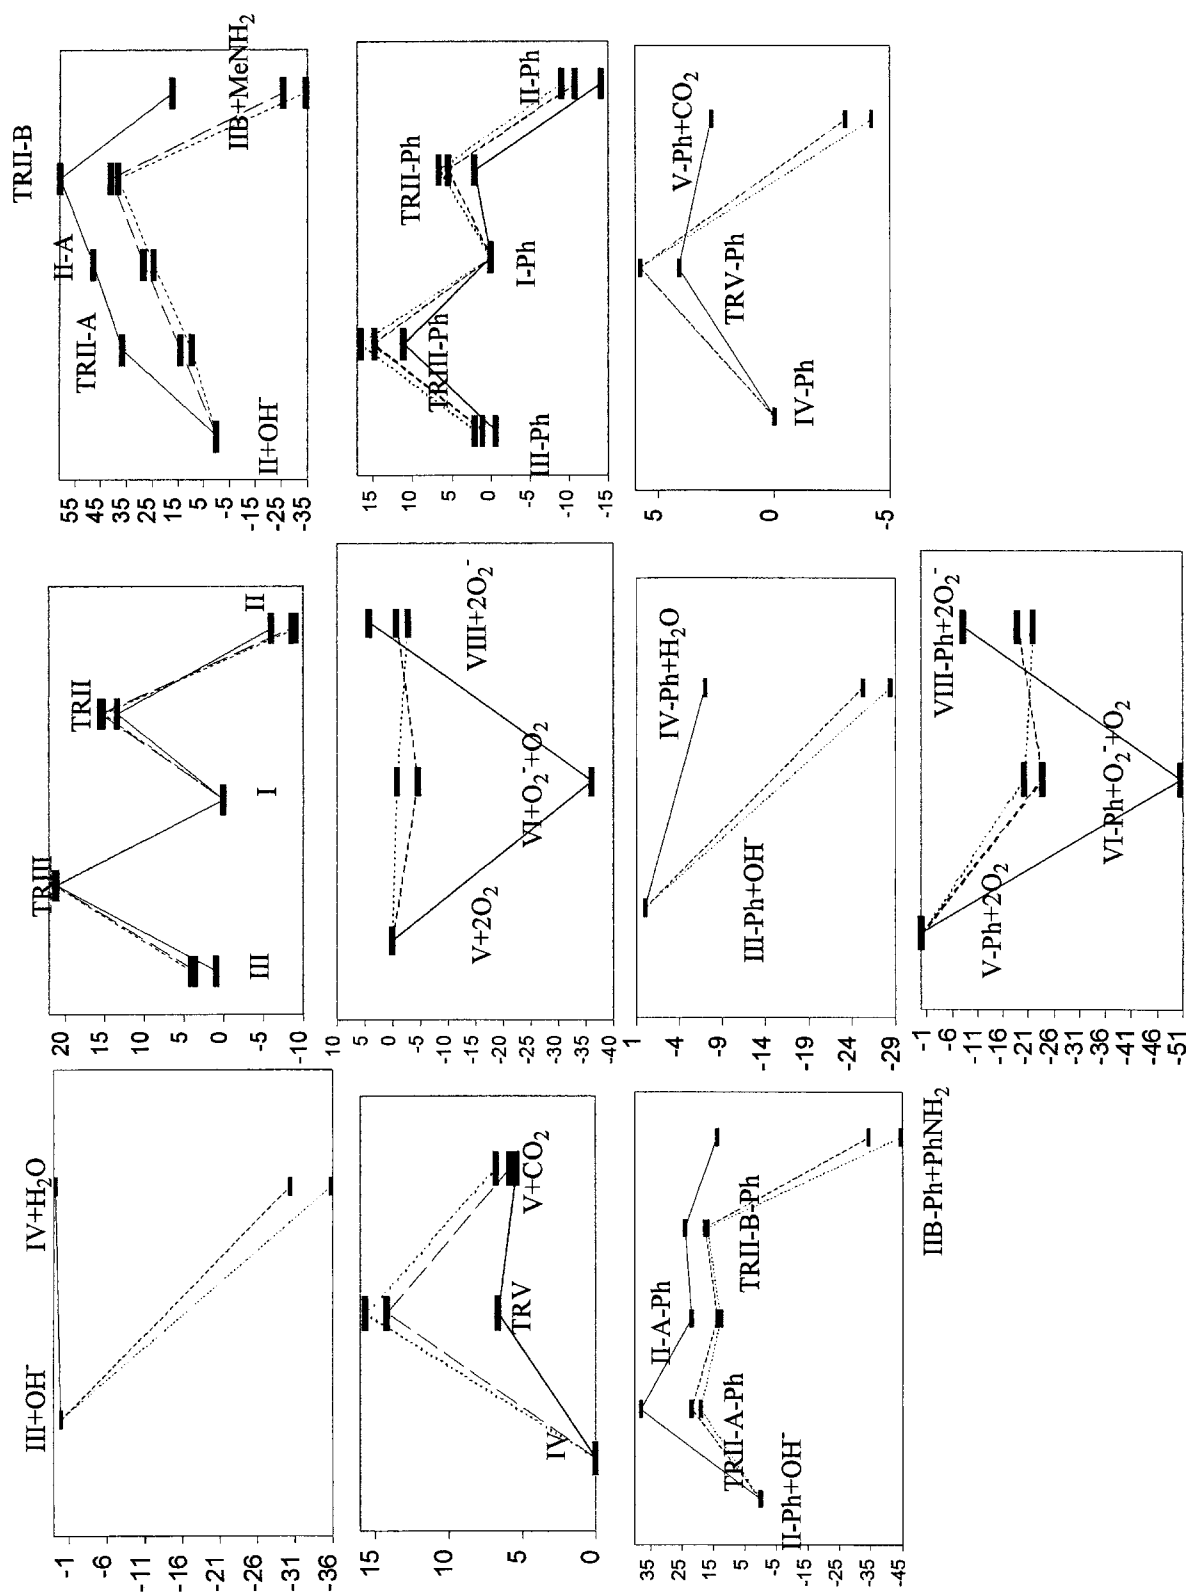 III+OH⁻
IV+H₂O
-1
-6
-11
-16
-21
-26
-31
-36
TRIII
TRII
III
I
II
20
15
10
5
0
-5
-10
TRII-B
II-A
TRII-A
II+OH⁻
IIB+MeNH₂
55
45
35
25
15
5
-5
-15
-25
-35
IV
TRV
V+CO₂
15
10
5
0
V+2O₂
VI+O₂⁻+O₂
VIII+2O₂⁻
5
0
-5
-10
-15
-20
-25
-30
-35
-40
III-Ph
TRIII-Ph
I-Ph
TRII-Ph
II-Ph
15
10
5
0
-5
-10
-15
II-Ph+OH⁻
TRII-A-Ph
II-A-Ph
TRII-B-Ph
IIB-Ph+PhNH₂
35
25
15
5
-5
-15
-25
-35
-45
III-Ph+OH⁻
IV-Ph+H₂O
1
-4
-9
-14
-19
-24
-29
IV-Ph
TRV-Ph
V-Ph+CO₂
5
0
-5
V-Ph+2O₂
VI-Ph+O₂⁻+O₂
VIII-Ph+2O₂⁻
-1
-6
-11
-16
-21
-26
-31
-36
-41
-46
-51